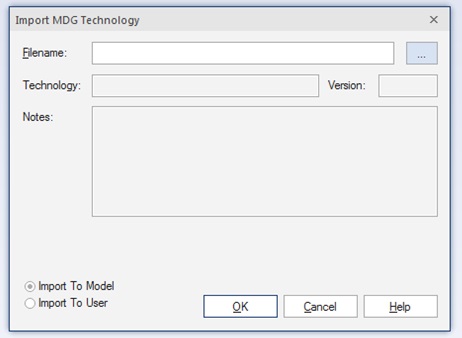 Import MDG Technology
Filename:
...
Technology:
Version:
Notes:
Import To Model
Import To User
OK
Cancel
Help